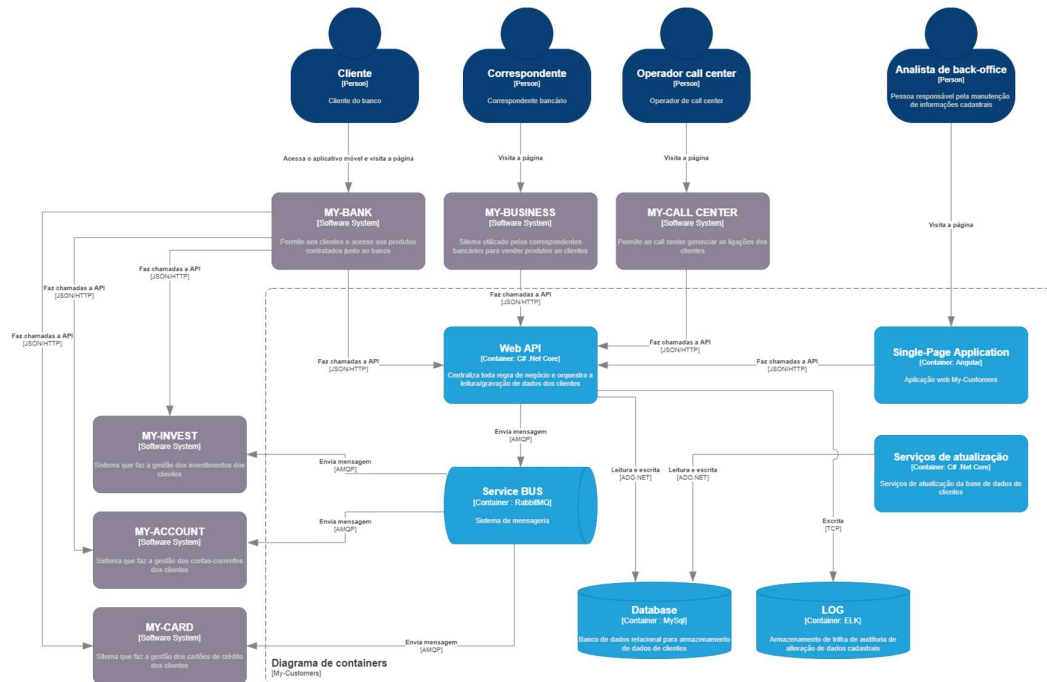 Cliente
[Person]
Cliente do banco
Correspondente
[Person]
Correspondente bancário
Operador call center
[Person]
Operador de call center
Analista de back-office
[Person]
Pessoa responsável pela manutenção
de informações cadastrais
Acessa o aplicativo móvel e visita a página
Visita a página
Visita a página
Visita a página
MY-BANK
[Software System]
Permite aos clientes o acesso aos produtos
contratados junto ao banco
MY-BUSINESS
[Software System]
Sitema utilizado pelos correspondentes
bancários para vender produtos ao clientes
MY-CALL CENTER
[Software System]
Permite ao call center gerenciar as ligações dos
clientes
Faz chamadas a API
[JSON/HTTP]
Faz chamadas a API
[JSON/HTTP]
Faz chamadas a API
[JSON/HTTP]
Faz chamadas a API
[JSON/HTTP]
Faz chamadas a API
[JSON/HTTP]
Faz chamadas a API
[JSON/HTTP]
Faz chamadas a API
[JSON/HTTP]
Web API
[Container: C# .Net Core]
Centraliza toda regra de negócio e orquestra a
leitura/gravação de dados dos clientes
Single-Page Application
[Container: Angular]
Aplicação web My-Customers
MY-INVEST
[Software System]
Sistema que faz a gestão dos investimentos dos
clientes
Envia mensagem
[AMQP]
Envia mensagem
[AMQP]
Service BUS
[Container : RabbitMQ]
Sistema de mensageria
Leitura e escrita
[ADO.NET]
Leitura e escrita
[ADO.NET]
Serviços de atualização
[Container: C# .Net Core]
Serviços de atualização da base de dados de
clientes
MY-ACCOUNT
[Software System]
Sistema que faz a gestão das contas-correntes
dos clientes
Envia mensagem
[AMQP]
Escrita
[TCP]
MY-CARD
[Software System]
Sitema que faz a gestão dos cartões de crédito
dos clientes
Envia mensagem
[AMQP]
Database
[Container : MySql]
Banco de dados relacional para armazenamento
de dados de clientes
LOG
[Container: ELK]
Armazenamento de trilha de auditoria de
alteração de dados cadastrais
Diagrama de containers
[My-Customers]